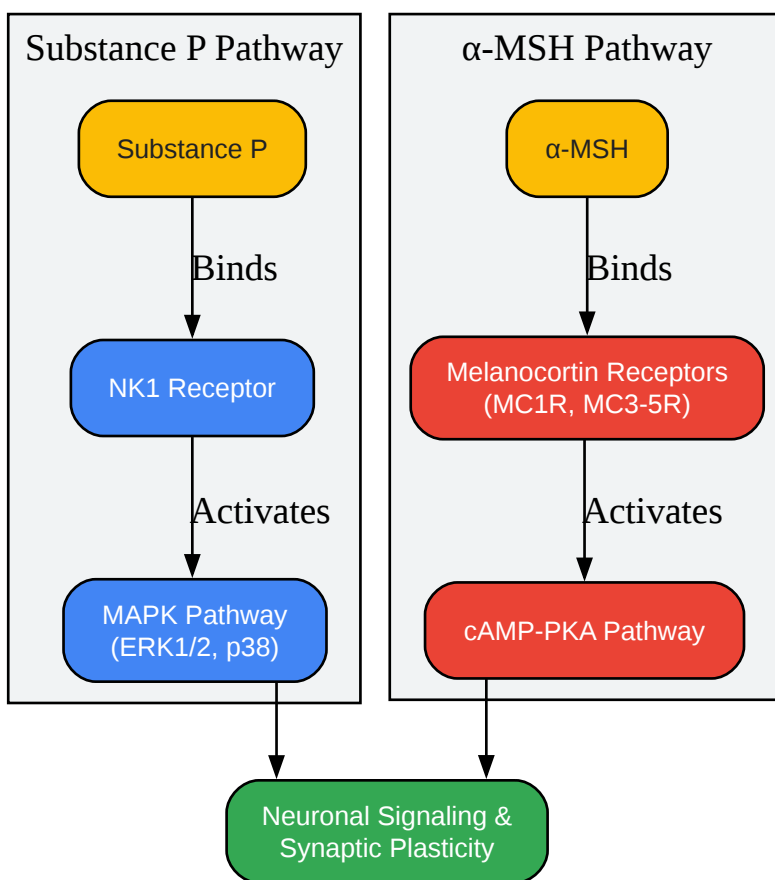 Substance P Pathway
Substance P
Binds
NK1 Receptor
Activates
MAPK Pathway
(ERK1/2, p38)
α-MSH Pathway
α-MSH
Binds
Melanocortin Receptors
(MC1R, MC3-5R)
Activates
cAMP-PKA Pathway
Neuronal Signaling &
Synaptic Plasticity